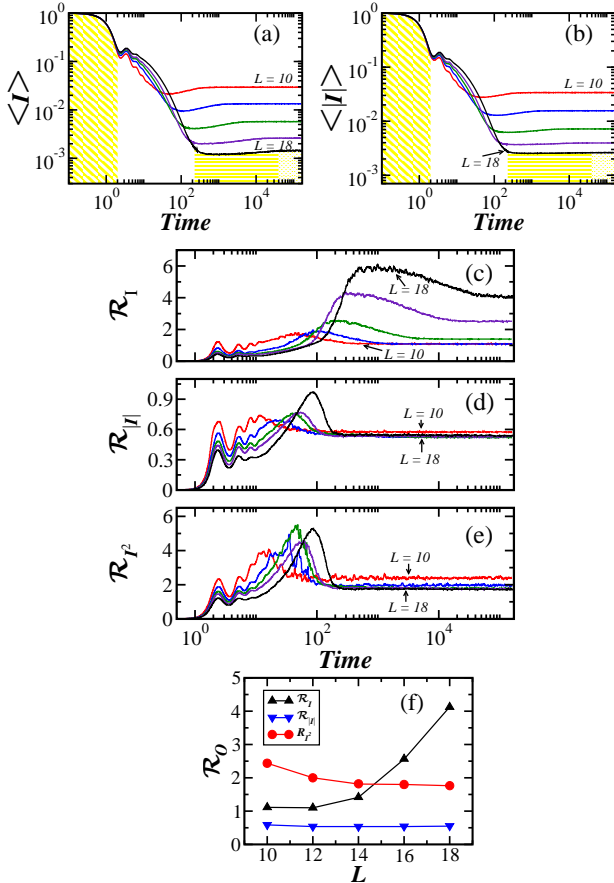 (a)
<I>
10^0
10^-1
10^-2
10^-3
L = 10
L = 18
10^0 10^2 10^4
Time
(b)
<|I|>
10^0
10^-1
10^-2
10^-3
L = 10
L = 18
10^0 10^2 10^4
Time
(c)
R_I
6
4
2
0
L = 18
L = 10
(d)
R_|I|
0.9
0.6
0.3
0
L = 10
L = 18
(e)
R_I^2
6
4
2
0
L = 10
L = 18
10^0 10^2 10^4
Time
(f)
R_O
5
4
3
2
1
0
R_I
R_|I|
R_I^2
10 12 14 16 18
L